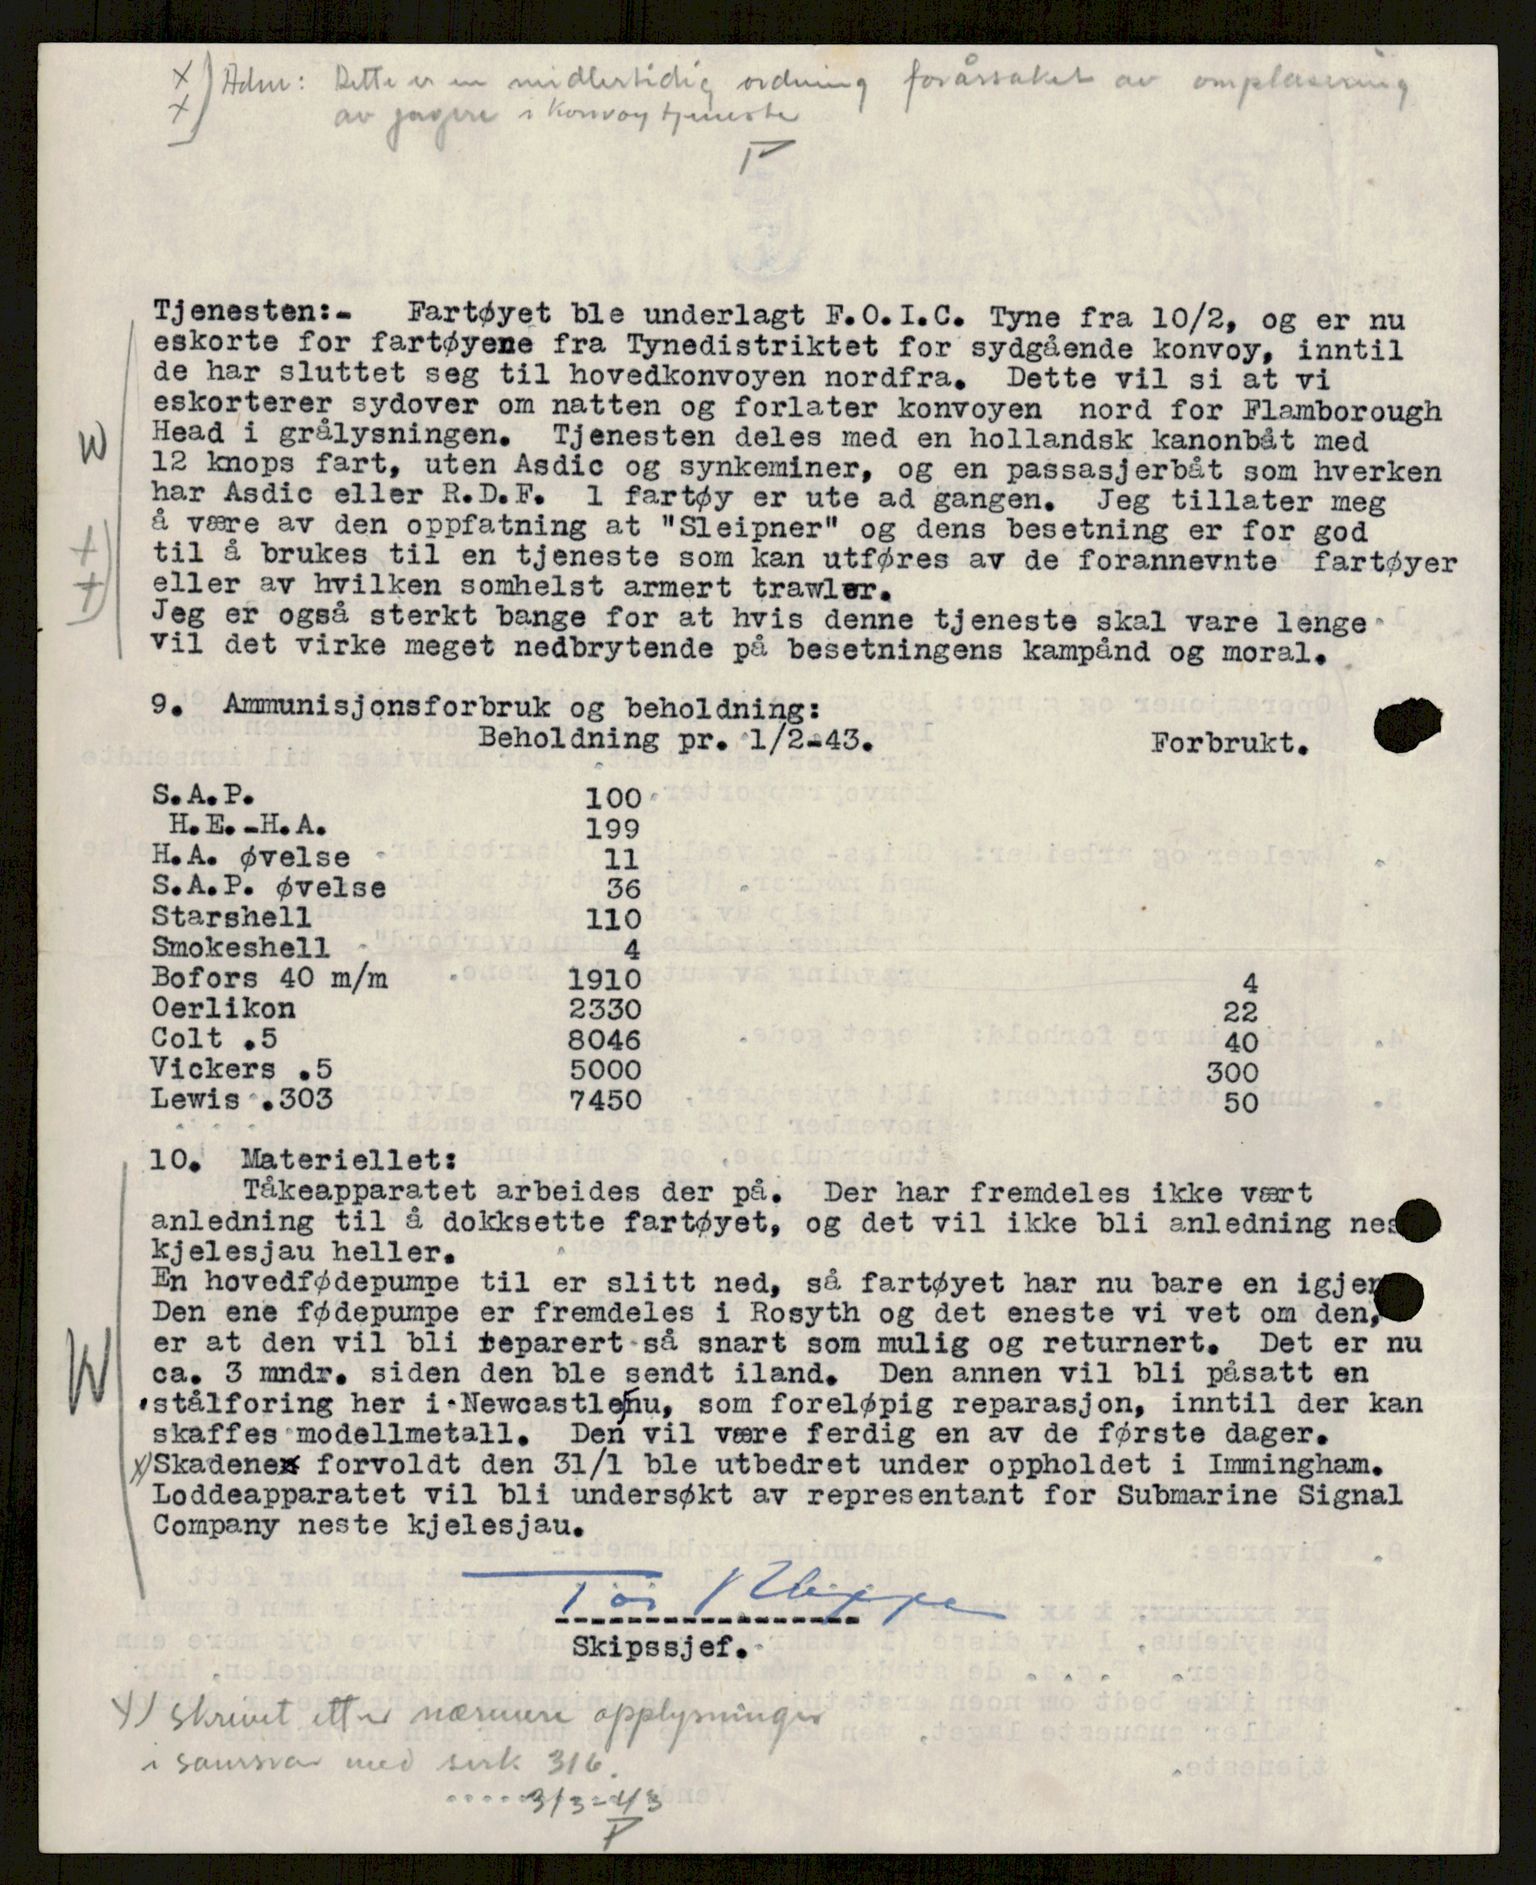 x) Adm: Dette er en midlertidig ordning forårsaket av omplasering
x) av jagere i konvoytjeneste
P
Tjenesten:- Fartøyet ble underlagt F.O.I.C. Tyne fra 10/2, og er nu
eskorte for fartøyene fra Tynedistriktet for sydgående konvoy, inntil
de har sluttet seg til hovedkonvoyen nordfra. Dette vil si at vi
eskorterer sydover om natten og forlater konvoyen nord for Flamborough
Head i grålysningen. Tjenesten deles med en hollandsk kanonbåt med
W
12 knops fart, uten Asdic og synkeminer, og en passasjerbåt som hverken
har Asdic eller R.D.F. 1 fartøy er ute ad gangen. Jeg tillater meg
å være av den oppfatning at "Sleipner" og dens besetning er for god
x) til å brukes til en tjeneste som kan utføres av de forannevnte fartøyer
x) eller av hvilken somhelst armert trawler.
Jeg er også sterkt bange for at hvis denne tjeneste skal vare lenge
vil det virke meget nedbrytende på besetningens kampånd og moral.
9. Ammunisjonsforbruk og beholdning:
Beholdning pr. 1/2-43. Forbrukt.
S.A.P. 100
H.E.-H.A. 199
H.A. øvelse 11
S.A.P. øvelse 36
Starshell 110
Smokeshell 4
Bofors 40 m/m 1910 4
Oerlikon 2330 22
Colt .5 8046 40
Vickers .5 5000 300
Lewis .303 7450 50
10. Materiellet:
Tåkeapparatet arbeides der på. Der har fremdeles ikke vært
anledning til å dokksette fartøyet, og det vil ikke bli anledning nes
kjelesjau heller.
En hovedfødepumpe til er slitt ned, så fartøyet har nu bare en igjen
Den ene fødepumpe er fremdeles i Rosyth og det eneste vi vet om den,
er at den vil bli reparert så snart som mulig og returnert. Det er nu
W
ca. 3 mndr. siden den ble sendt iland. Den annen vil bli påsatt en
stålforing her i Newcastle nu, som foreløpig reparasjon, inntil der kan
skaffes modellmetall. Den vil være ferdig en av de første dager.
x) Skadene forvoldt den 31/1 ble utbedret under oppholdet i Immingham.
Loddeapparatet vil bli undersøkt av representant for Submarine Signal
Company neste kjelesjau.
Skipssjef.
x) skrevet etter nærmere opplysninger
i samsvar med sirk 316.
3/3-43
P